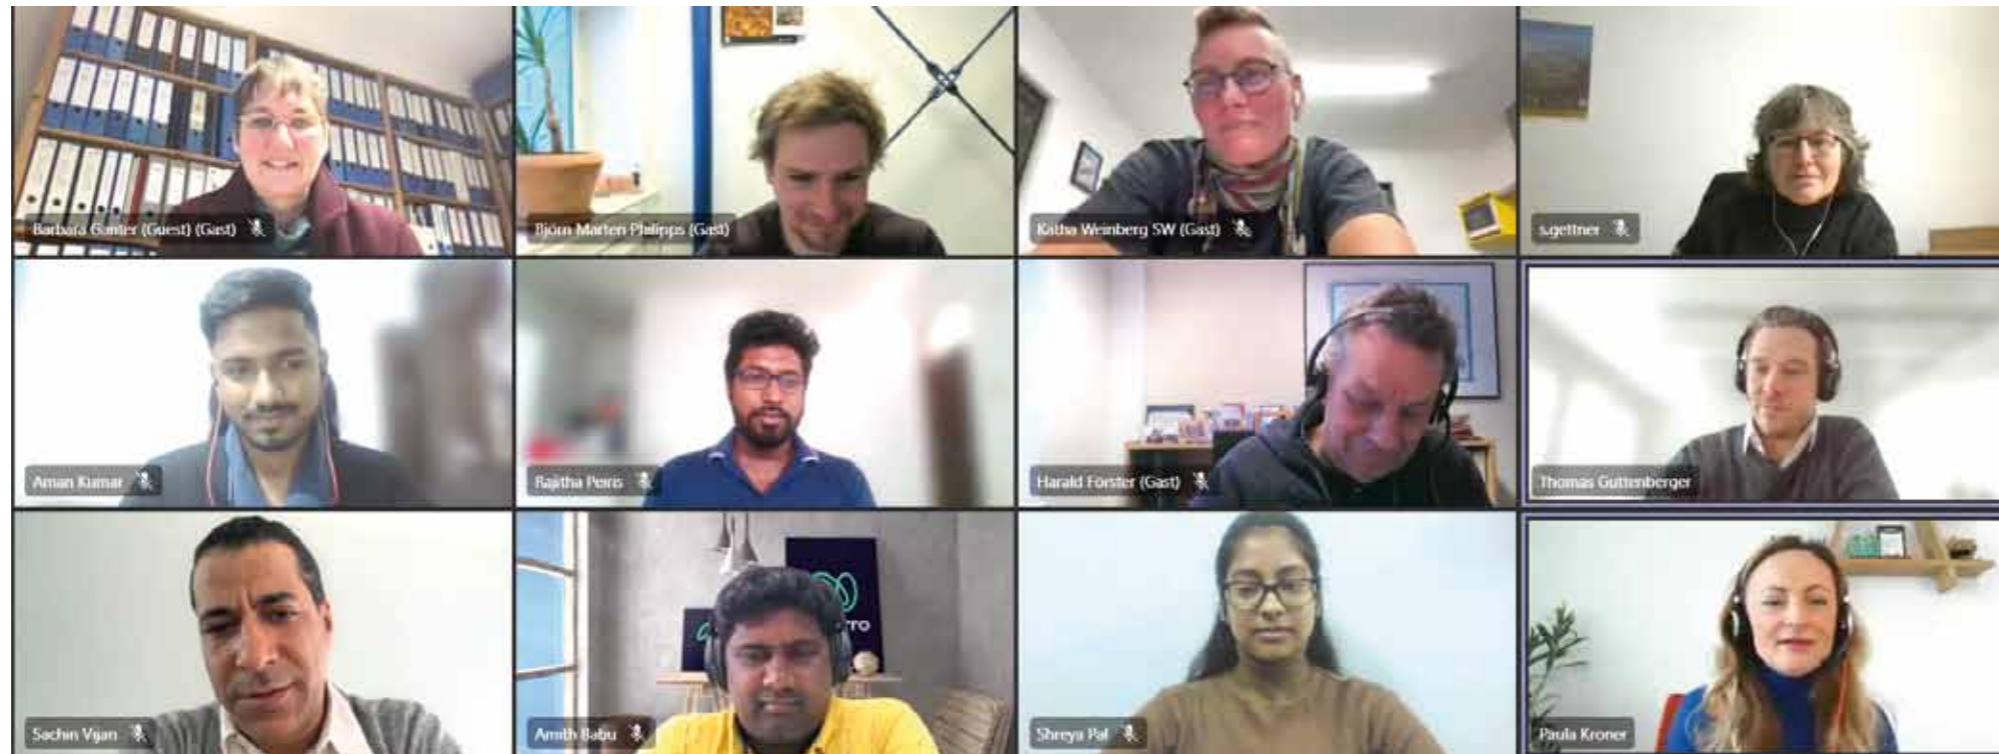 Barbara Ganter (Guest) (Gast)
Björn Marten Philipps (Gast)
Katha Weinberg SW (Gast)
s.gettner
Aman Kumar
Rajitha Peiris
Harald Förster (Gast)
Thomas Guttenberger
Sachin Vijan
Amith Babu
Shreya Pal
Paula Kroner